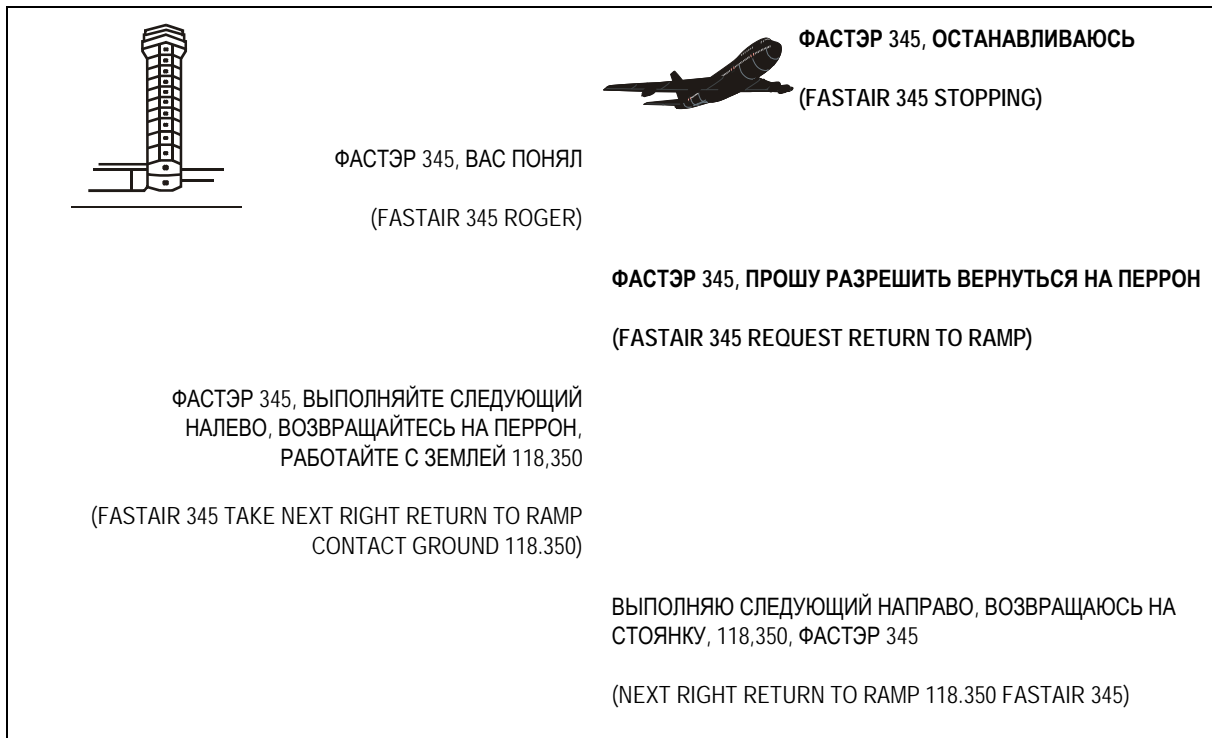 ФАСТЭР 345, ОСТАНАВЛИВАЮСЬ
(FASTAIR 345 STOPPING)
ФАСТЭР 345, ВАС ПОНЯЛ
(FASTAIR 345 ROGER)
ФАСТЭР 345, ПРОШУ РАЗРЕШИТЬ ВЕРНУТЬСЯ НА ПЕРРОН
(FASTAIR 345 REQUEST RETURN TO RAMP)
ФАСТЭР 345, ВЫПОЛНЯЙТЕ СЛЕДУЮЩИЙ
НАЛЕВО, ВОЗВРАЩАЙТЕСЬ НА ПЕРРОН,
РАБОТАЙТЕ С ЗЕМЛЕЙ 118,350
(FASTAIR 345 TAKE NEXT RIGHT RETURN TO RAMP
CONTACT GROUND 118.350)
ВЫПОЛНЯЮ СЛЕДУЮЩИЙ НАПРАВО, ВОЗВРАЩАЮСЬ НА
СТОЯНКУ, 118,350, ФАСТЭР 345
(NEXT RIGHT RETURN TO RAMP 118.350 FASTAIR 345)